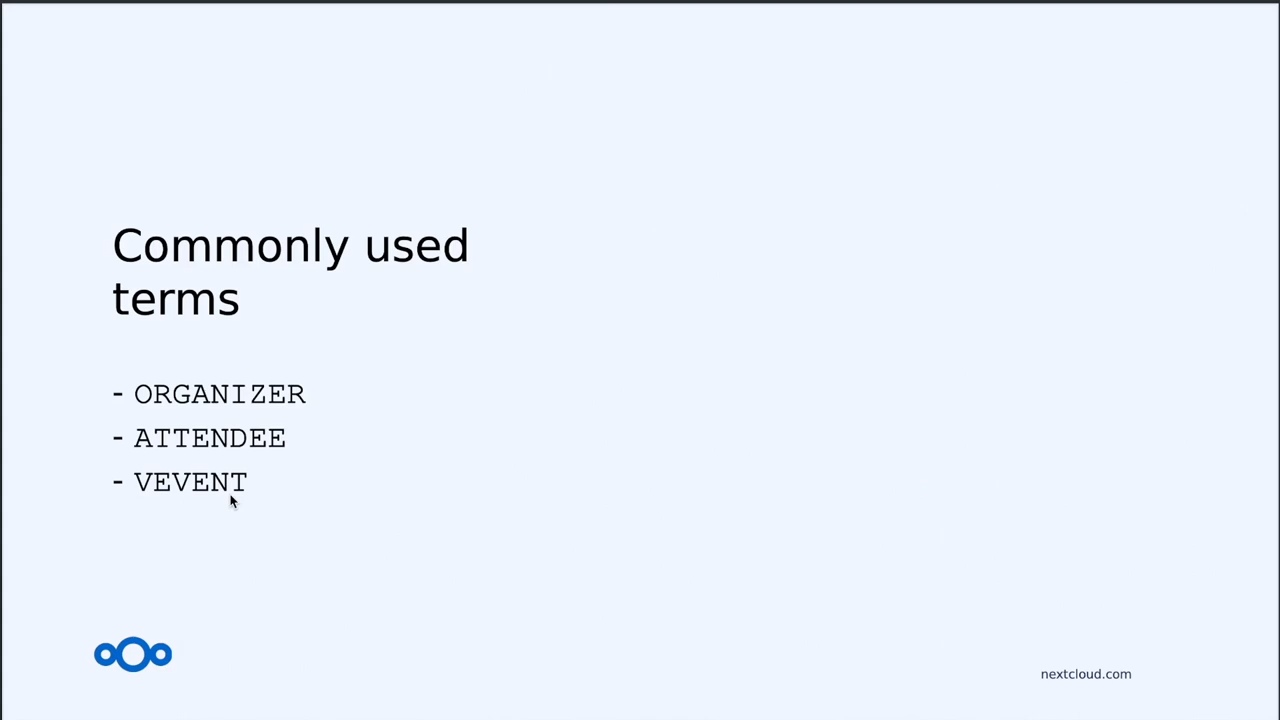 Commonly used
terms
- ORGANIZER
- ATTENDEE
- VEVENT
nextcloud.com